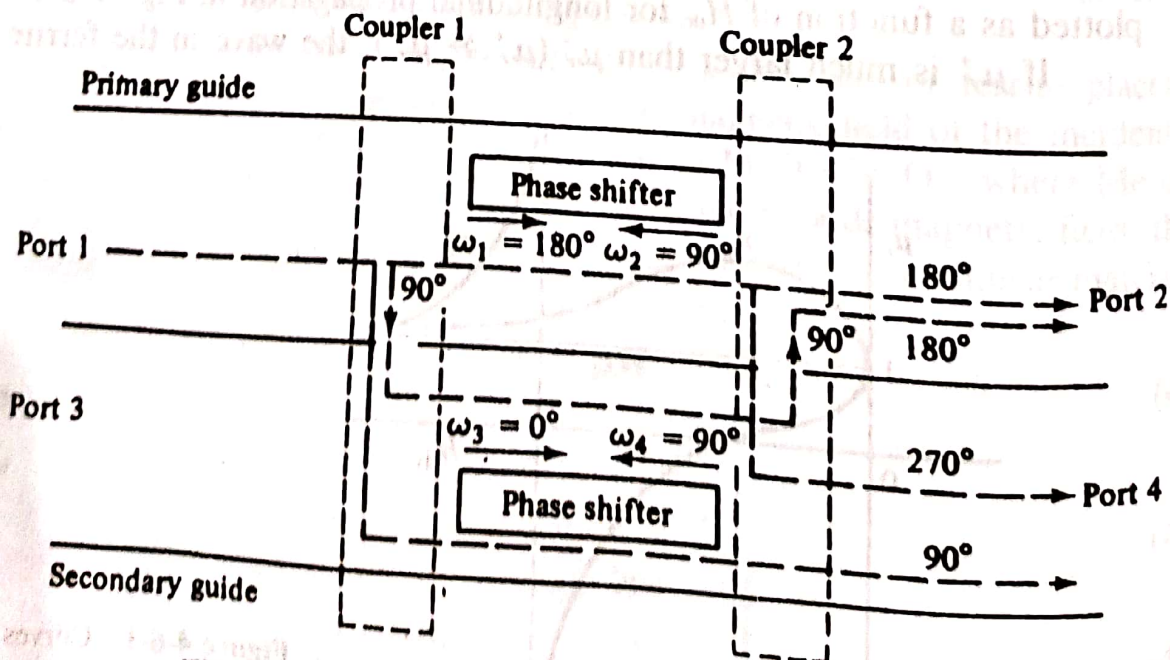 Coupler 1
Coupler 2
Primary guide
Phase shifter
ω₁ = 180° ω₂ = 90°
Port 1
90°
180°
Port 2
90°
180°
Port 3
ω₃ = 0° ω₄ = 90°
270°
Port 4
Phase shifter
90°
Secondary guide